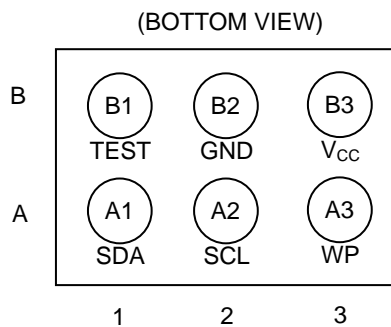 (BOTTOM VIEW)
B
B1 B2 B3
TEST GND VCC
A
A1 A2 A3
SDA SCL WP
1 2 3